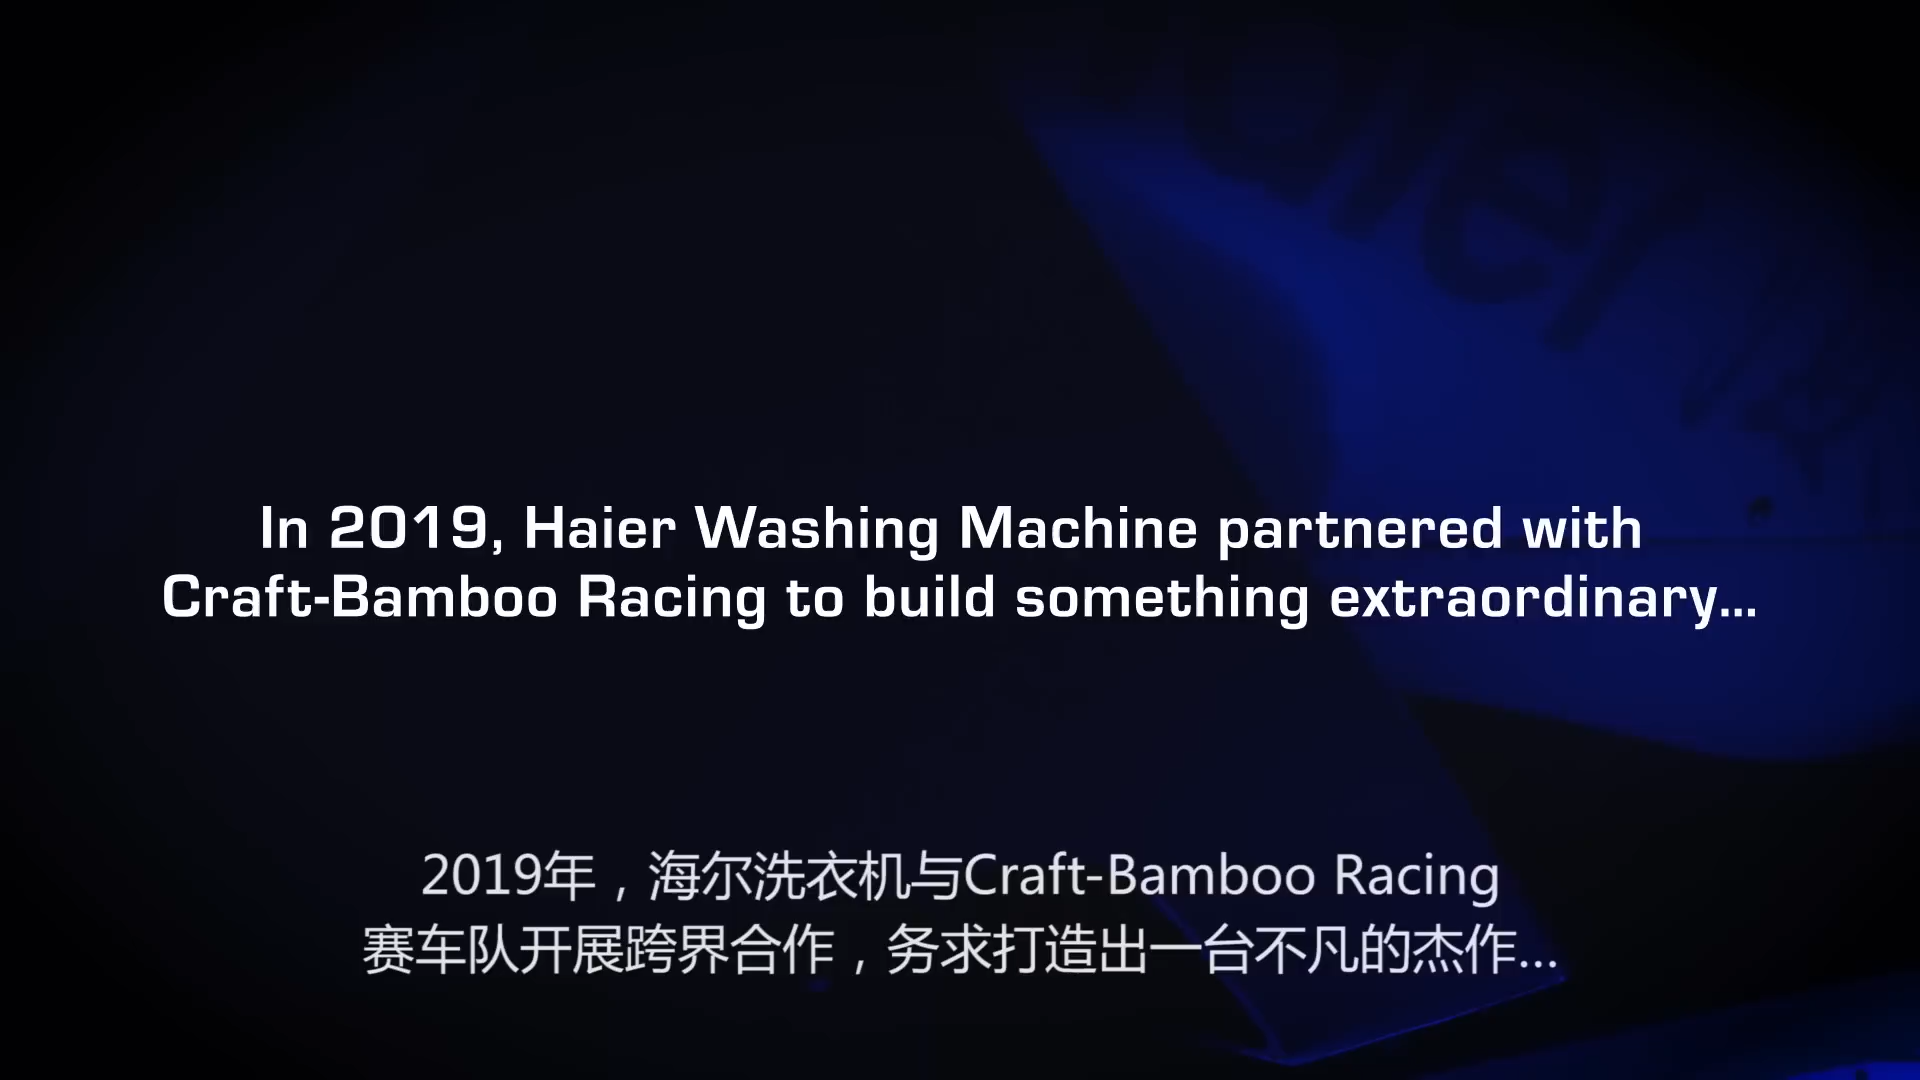 In 2019, Haier Washing Machine partnered with
Craft-Bamboo Racing to build something extraordinary...
2019年，海尔洗衣机与Craft-Bamboo Racing
赛车队开展跨界合作，务求打造出一台不凡的杰作...